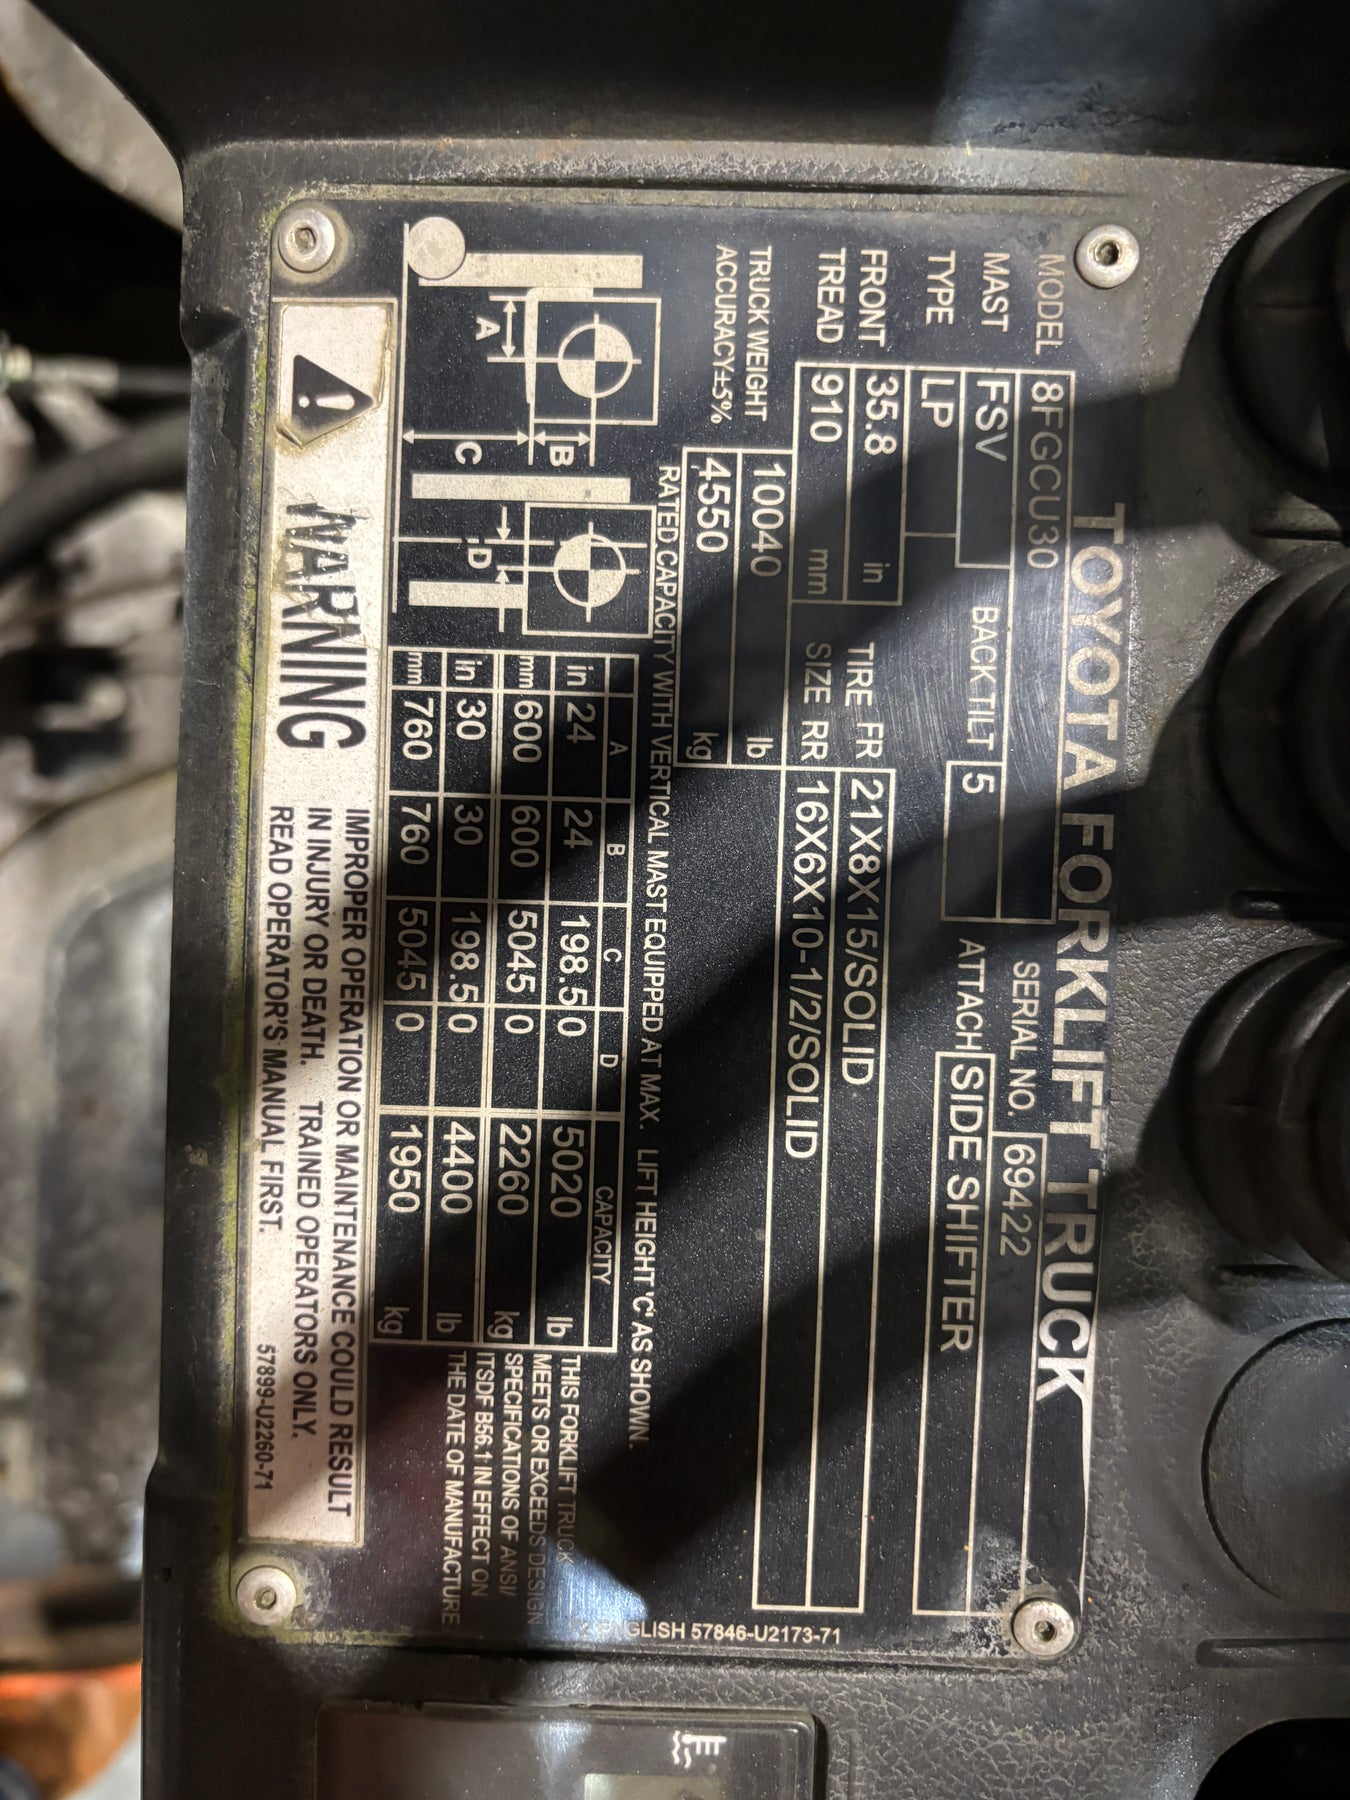 TOYOTA FORKLIFT TRUCK
MODEL 8FGCU30 SERIAL NO. 69422
MAST FSV BACK TILT 5 ATTACH SIDE SHIFTER
TYPE LP
FRONT 35.8 in TIRE FR 21X8X15/SOLID
TREAD 910 mm SIZE RR 16X6X10-1/2/SOLID
TRUCK WEIGHT 10040 lb
ACCURACY±5% 4550 kg
RATED CAPACITY WITH VERTICAL MAST EQUIPPED AT MAX. LIFT HEIGHT 'C' AS SHOWN.
A B C D CAPACITY
in 24 24 198.5 0 5020 lb
mm 600 600 5045 0 2260 kg
in 30 30 198.5 0 4400 lb
mm 760 760 5045 0 1950 kg
A
B
C
D
THIS FORKLIFT TRUCK
MEETS OR EXCEEDS DESIGN
SPECIFICATIONS OF ANSI/
ITSDF B56.1 IN EFFECT ON
THE DATE OF MANUFACTURE
ENGLISH 57846-U2173-71
WARNING
IMPROPER OPERATION OR MAINTENANCE COULD RESULT
IN INJURY OR DEATH. TRAINED OPERATORS ONLY.
READ OPERATOR'S MANUAL FIRST. 57899-U2260-71